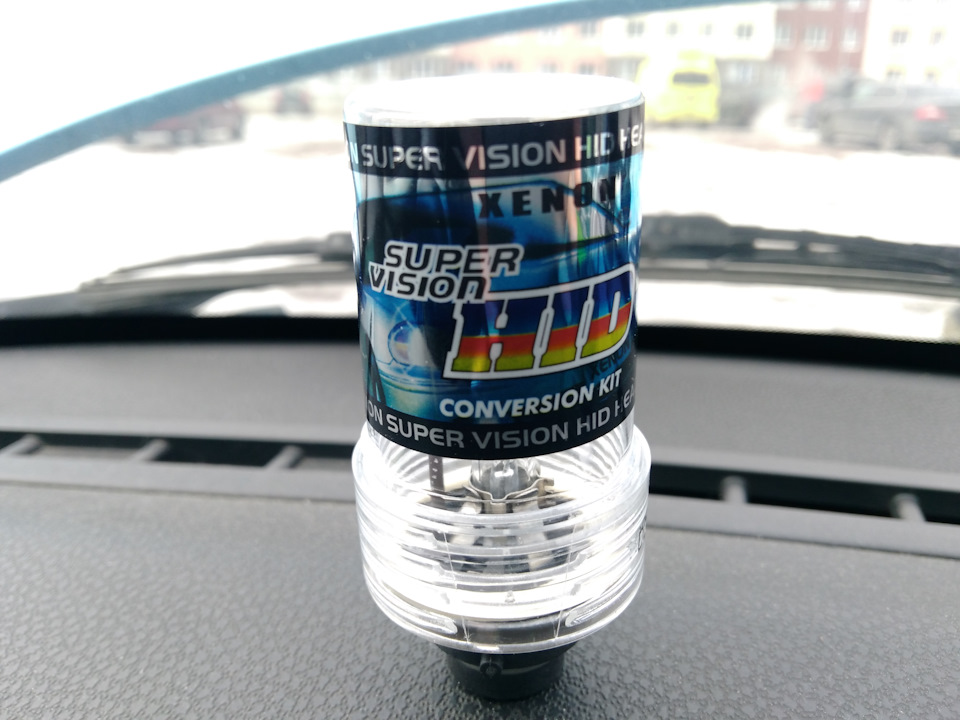 N SUPER VISION HID HEA
XENON
SUPER
VISION
HID
CONVERSION KIT
ON SUPER VISION HID HEA